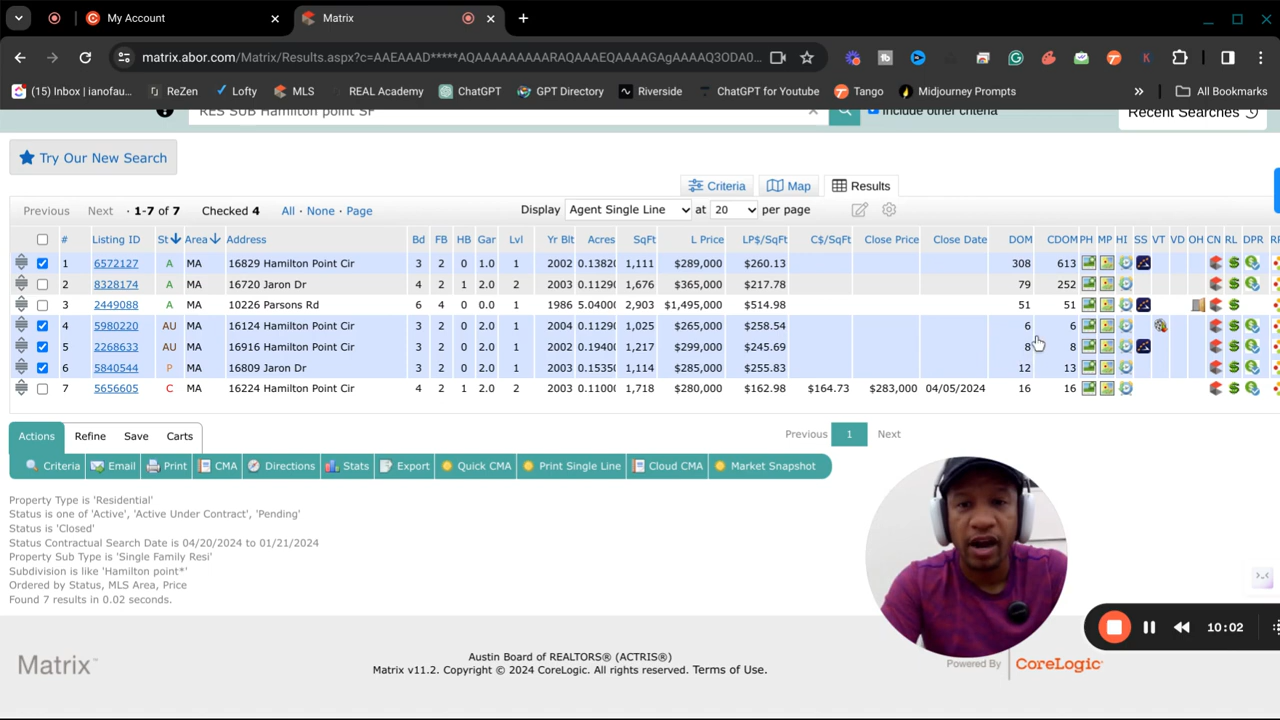 My Account
Matrix
matrix.abor.com/Matrix/Results.aspx?c=AAEAAAD*****AQAAAAAAAAARAQAAAEQAAAAGAgAAAAQ3ODA0...
(15) Inbox | ianofau...
ReZen
Lofty
MLS
REAL Academy
ChatGPT
GPT Directory
Riverside
ChatGPT for Youtube
Tango
Midjourney Prompts
»
All Bookmarks
RES SUB Hamilton point SF
Include other criteria
Recent Searches
Try Our New Search
Criteria Map Results
Previous Next · 1-7 of 7 Checked 4 All · None · Page Display Agent Single Line at 20 per page
# Listing ID St Area Address Bd FB HB Gar Lvl Yr Blt Acres SqFt L Price LP$/SqFt C$/SqFt Close Price Close Date DOM CDOM PH MP HI SS VT VD OH CN RL DPR
1 6572127 A MA 16829 Hamilton Point Cir 3 2 0 1.0 1 2002 0.13820 1,111 $289,000 $260.13 308 613
2 8328174 A MA 16720 Jaron Dr 4 2 1 2.0 2 2003 0.11290 1,676 $365,000 $217.78 79 252
3 2449088 A MA 10226 Parsons Rd 6 4 0 0.0 1 1986 5.04000 2,903 $1,495,000 $514.98 51 51
4 5980220 AU MA 16124 Hamilton Point Cir 3 2 0 2.0 1 2004 0.11290 1,025 $265,000 $258.54 6 6
5 2268633 AU MA 16916 Hamilton Point Cir 3 2 0 2.0 1 2002 0.19400 1,217 $299,000 $245.69 8 8
6 5840544 P MA 16809 Jaron Dr 3 2 0 2.0 1 2003 0.15350 1,114 $285,000 $255.83 12 13
7 5656605 C MA 16224 Hamilton Point Cir 4 2 1 2.0 2 2003 0.11000 1,718 $280,000 $162.98 $164.73 $283,000 04/05/2024 16 16
Actions Refine Save Carts
Previous 1 Next
Criteria Email Print CMA Directions Stats Export Quick CMA Print Single Line Cloud CMA Market Snapshot
Property Type is 'Residential'
Status is one of 'Active', 'Active Under Contract', 'Pending'
Status is 'Closed'
Status Contractual Search Date is 04/20/2024 to 01/21/2024
Property Sub Type is 'Single Family Resi'
Subdivision is like 'Hamilton point*'
Ordered by Status, MLS Area, Price
Found 7 results in 0.02 seconds.
10:02
Matrix
Austin Board of REALTORS® (ACTRIS®)
Matrix v11.2. Copyright © 2024 CoreLogic. All rights reserved. Terms of Use.
Powered By CoreLogic